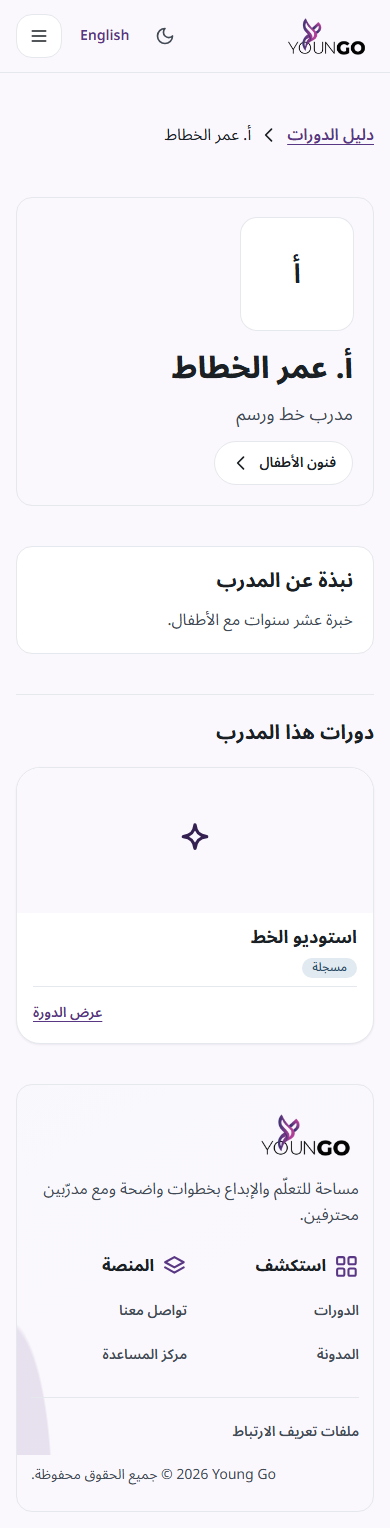 YOUNGO
English
دليل الدورات
أ. عمر الخطاط
أ
أ. عمر الخطاط
مدرب خط ورسم
فنون الأطفال
نبذة عن المدرب
خبرة عشر سنوات مع الأطفال.
دورات هذا المدرب
استوديو الخط
مسجلة
عرض الدورة
YOUNGO
مساحة للتعلّم والإبداع بخطوات واضحة ومع مدرّبين
محترفين.
استكشف
الدورات
المدونة
المنصة
تواصل معنا
مركز المساعدة
ملفات تعريف الارتباط
Young Go 2026 © جميع الحقوق محفوظة.